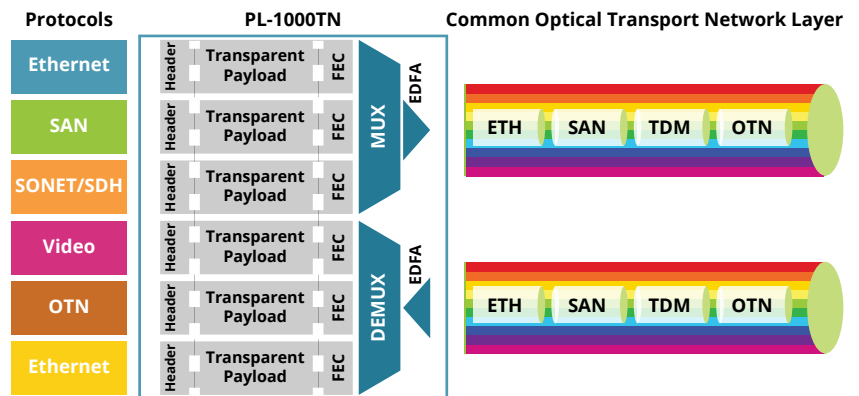 Protocols
PL-1000TN
Common Optical Transport Network Layer
Ethernet
Header
Transparent
Payload
FEC
SAN
Header
Transparent
Payload
FEC
SONET/SDH
Header
Transparent
Payload
FEC
MUX
EDFA
ETH
SAN
TDM
OTN
Video
Header
Transparent
Payload
FEC
OTN
Header
Transparent
Payload
FEC
Ethernet
Header
Transparent
Payload
FEC
DEMUX
EDFA
ETH
SAN
TDM
OTN